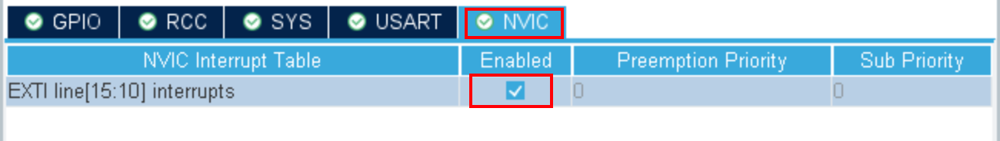 GPIO RCC SYS USART NVIC
NVIC Interrupt Table Enabled Preemption Priority Sub Priority
EXTI line[15:10] interrupts 0 0